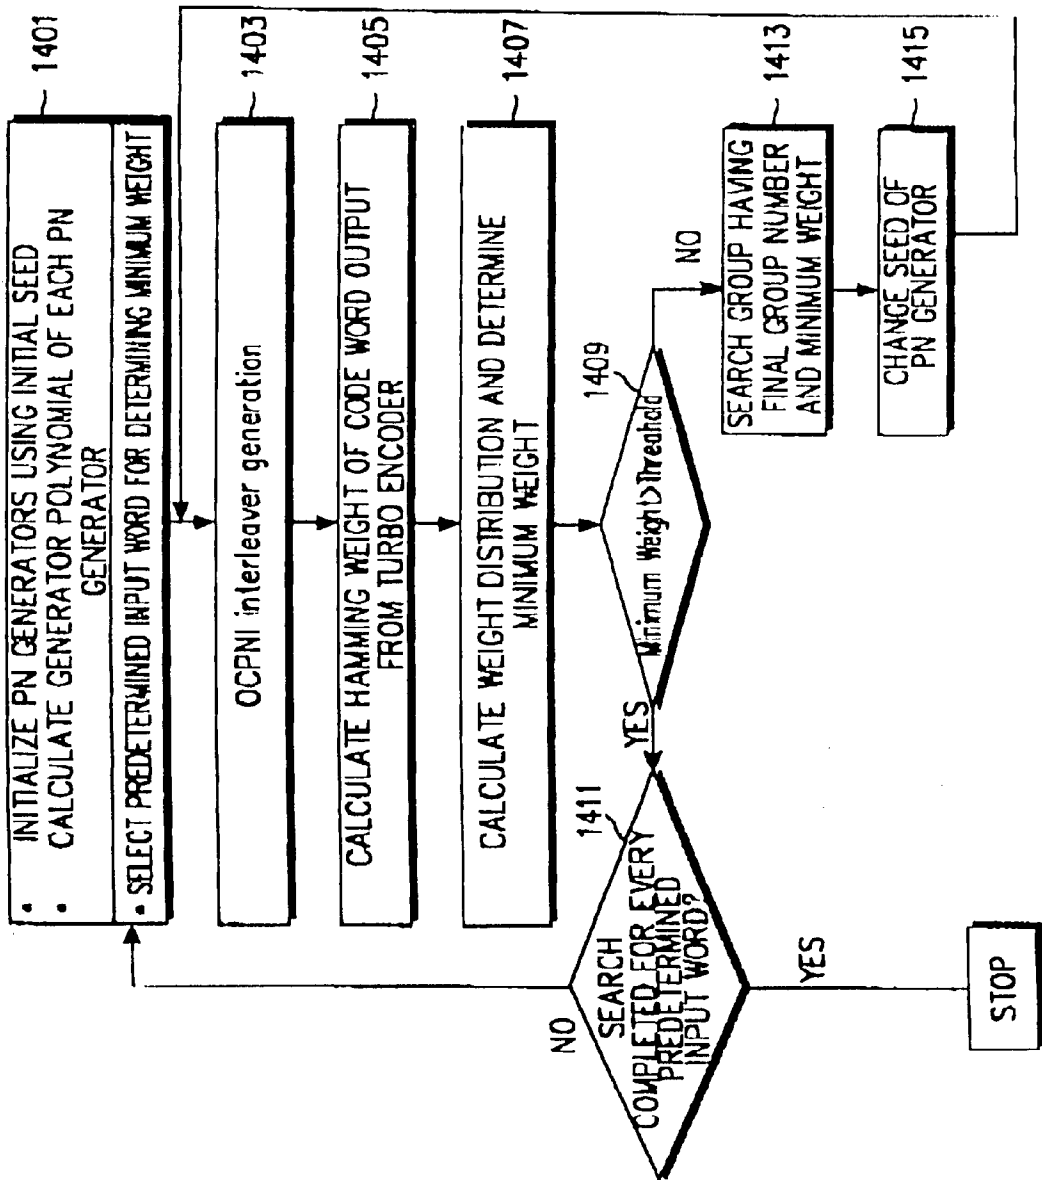 • INITIALIZE PN GENERATORS USING INITIAL SEED
• CALCULATE GENERATOR POLYNOMIAL OF EACH PN
GENERATOR
• SELECT PREDETERMINED INPUT WORD FOR DETERMINING MINIMUM WEIGHT
1401
OCPNI interleaver generation
1403
CALCULATE HAMMING WEIGHT OF CODE WORD OUTPUT
FROM TURBO ENCODER
1405
CALCULATE WEIGHT DISTRIBUTION AND DETERMINE
MINIMUM WEIGHT
1407
Minimum Weight>Threahold
1409
YES
NO
SEARCH
COMPLETED FOR EVERY
PREDETERMINED
INPUT WORD?
1411
NO
YES
SEARCH GROUP HAVING
FINAL GROUP NUMBER
AND MINIMUM WEIGHT
1413
CHANGE SEED OF
PN GENERATOR
1415
STOP